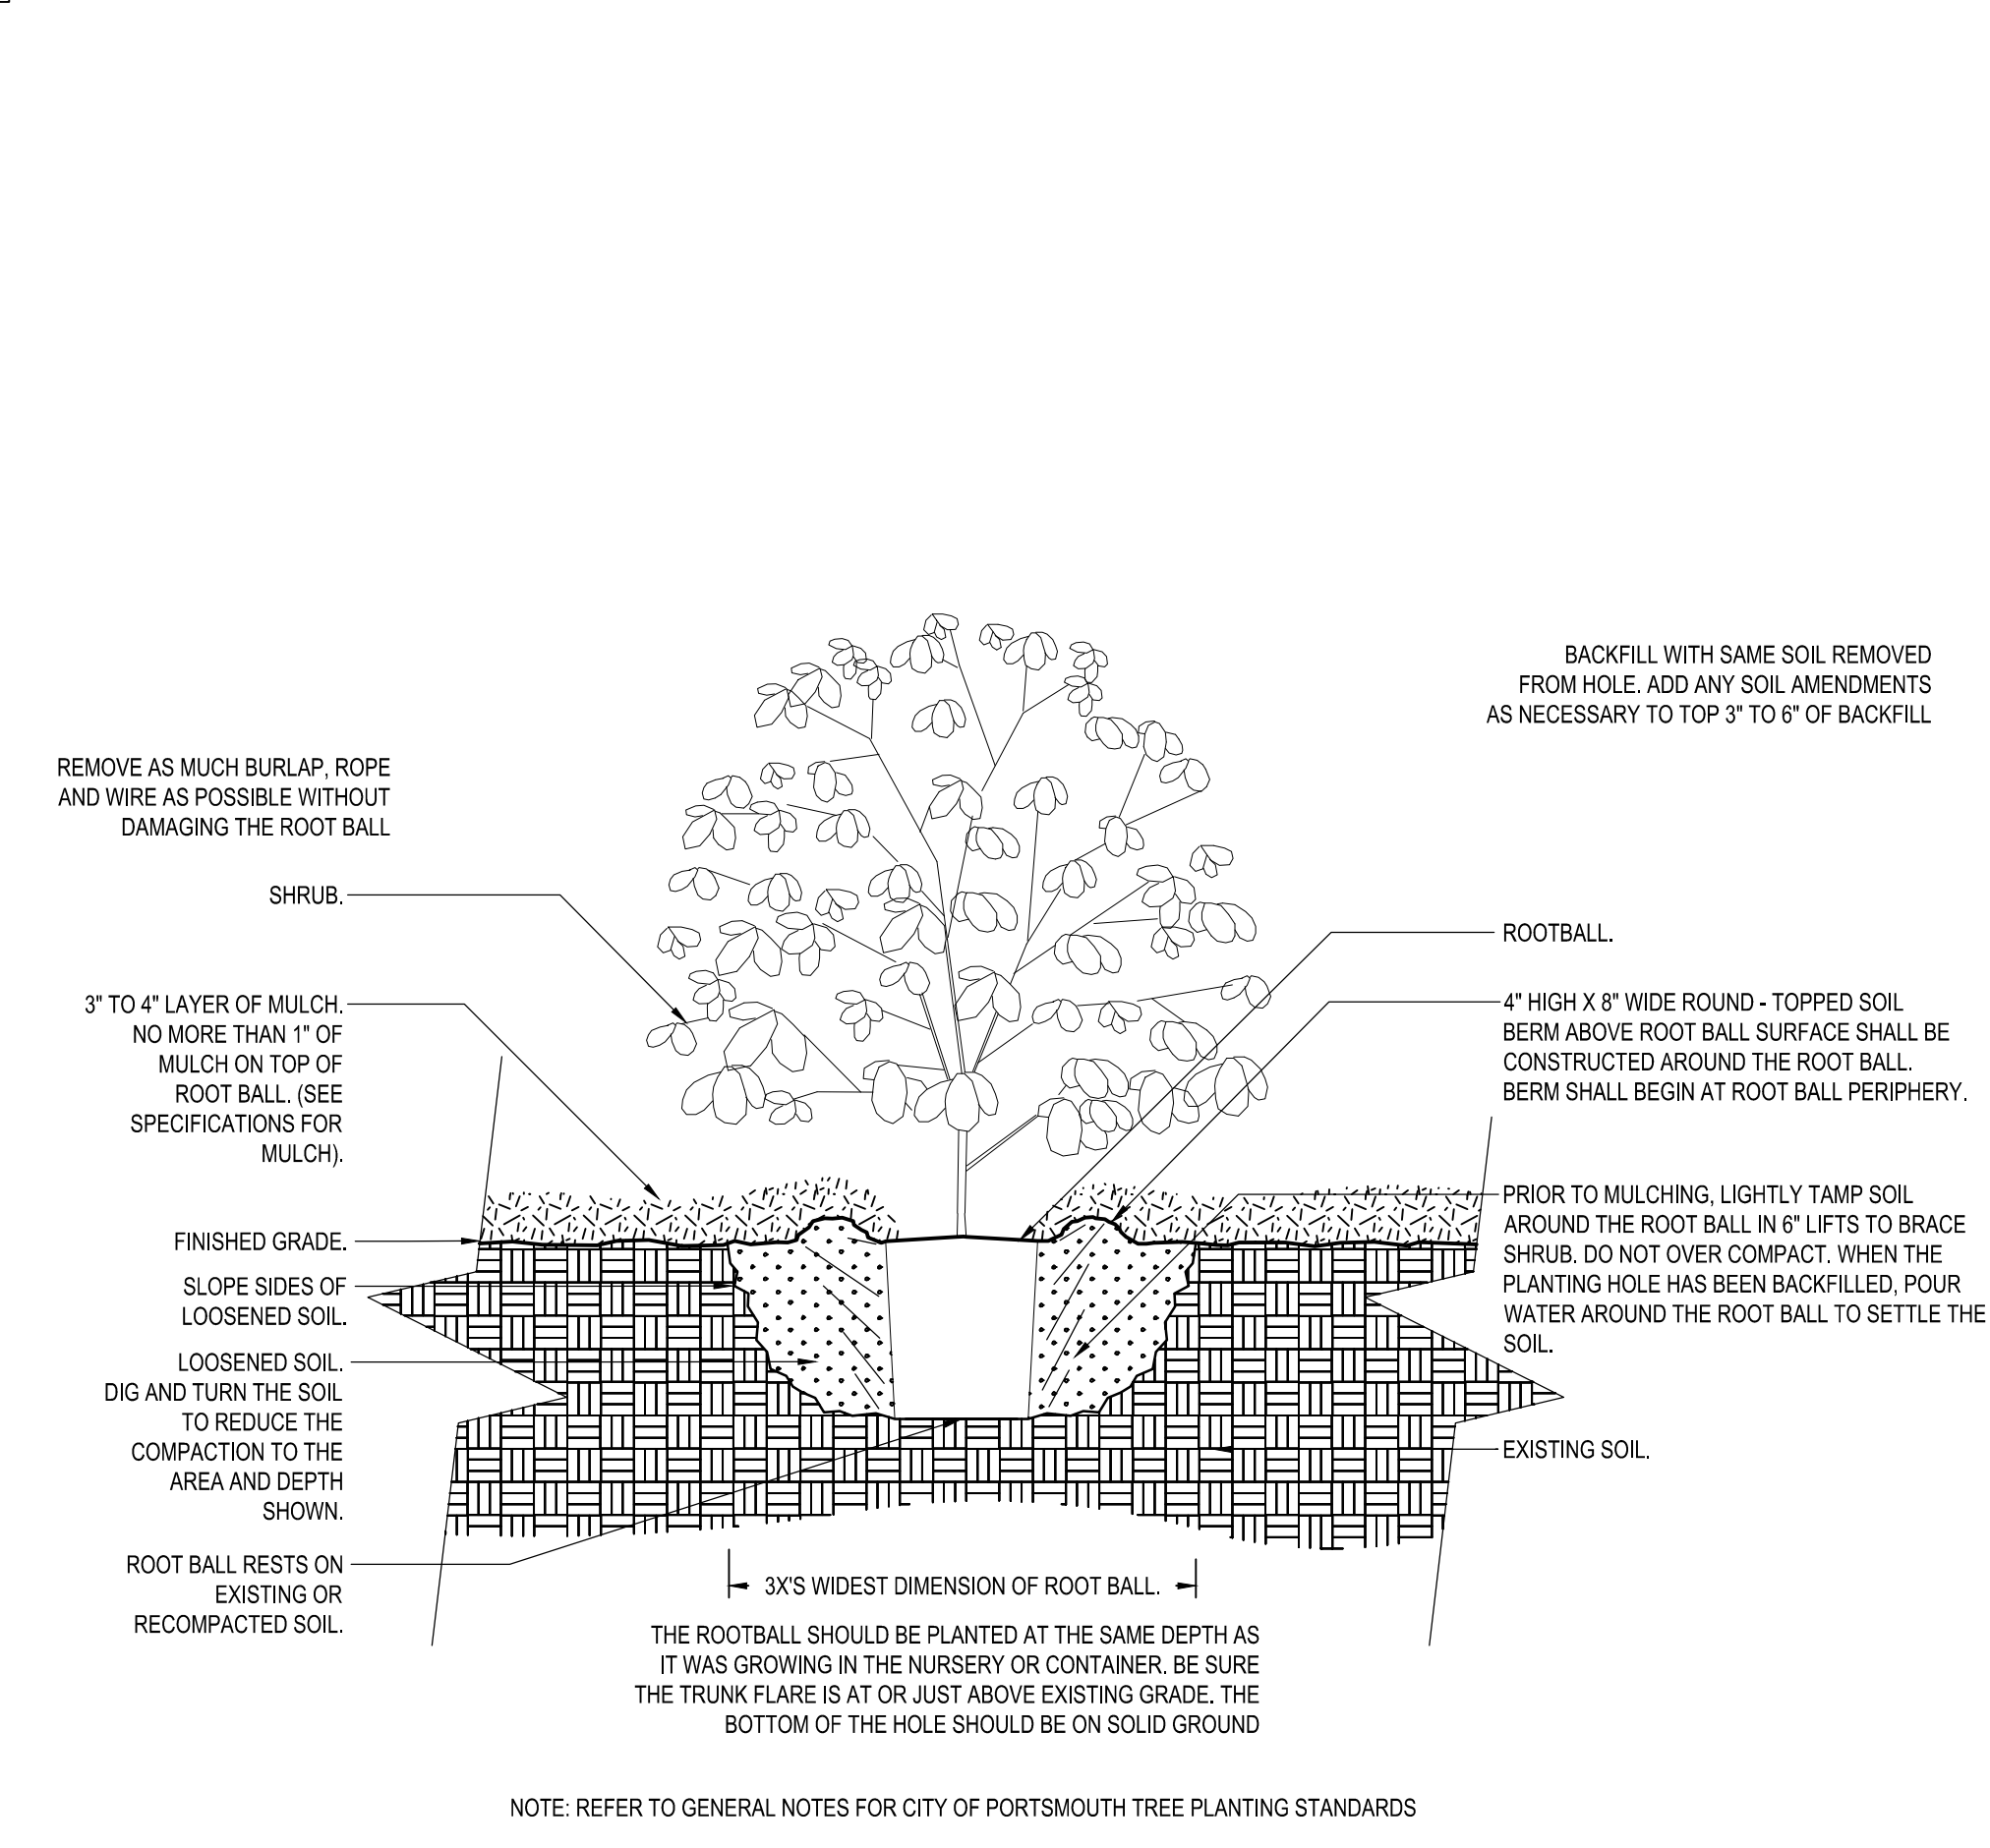 BACKFILL WITH SAME SOIL REMOVED
FROM HOLE. ADD ANY SOIL AMENDMENTS
AS NECESSARY TO TOP 3" TO 6" OF BACKFILL
REMOVE AS MUCH BURLAP, ROPE
AND WIRE AS POSSIBLE WITHOUT
DAMAGING THE ROOT BALL
SHRUB.
3" TO 4" LAYER OF MULCH.
NO MORE THAN 1" OF
MULCH ON TOP OF
ROOT BALL. (SEE
SPECIFICATIONS FOR
MULCH).
FINISHED GRADE.
SLOPE SIDES OF
LOOSENED SOIL.
LOOSENED SOIL.
DIG AND TURN THE SOIL
TO REDUCE THE
COMPACTION TO THE
AREA AND DEPTH
SHOWN.
ROOT BALL RESTS ON
EXISTING OR
RECOMPACTED SOIL.
ROOTBALL.
4" HIGH X 8" WIDE ROUND - TOPPED SOIL
BERM ABOVE ROOT BALL SURFACE SHALL BE
CONSTRUCTED AROUND THE ROOT BALL.
BERM SHALL BEGIN AT ROOT BALL PERIPHERY.
PRIOR TO MULCHING, LIGHTLY TAMP SOIL
AROUND THE ROOT BALL IN 6" LIFTS TO BRACE
SHRUB. DO NOT OVER COMPACT. WHEN THE
PLANTING HOLE HAS BEEN BACKFILLED, POUR
WATER AROUND THE ROOT BALL TO SETTLE THE
SOIL.
EXISTING SOIL.
3X'S WIDEST DIMENSION OF ROOT BALL.
THE ROOTBALL SHOULD BE PLANTED AT THE SAME DEPTH AS
IT WAS GROWING IN THE NURSERY OR CONTAINER. BE SURE
THE TRUNK FLARE IS AT OR JUST ABOVE EXISTING GRADE. THE
BOTTOM OF THE HOLE SHOULD BE ON SOLID GROUND
NOTE: REFER TO GENERAL NOTES FOR CITY OF PORTSMOUTH TREE PLANTING STANDARDS